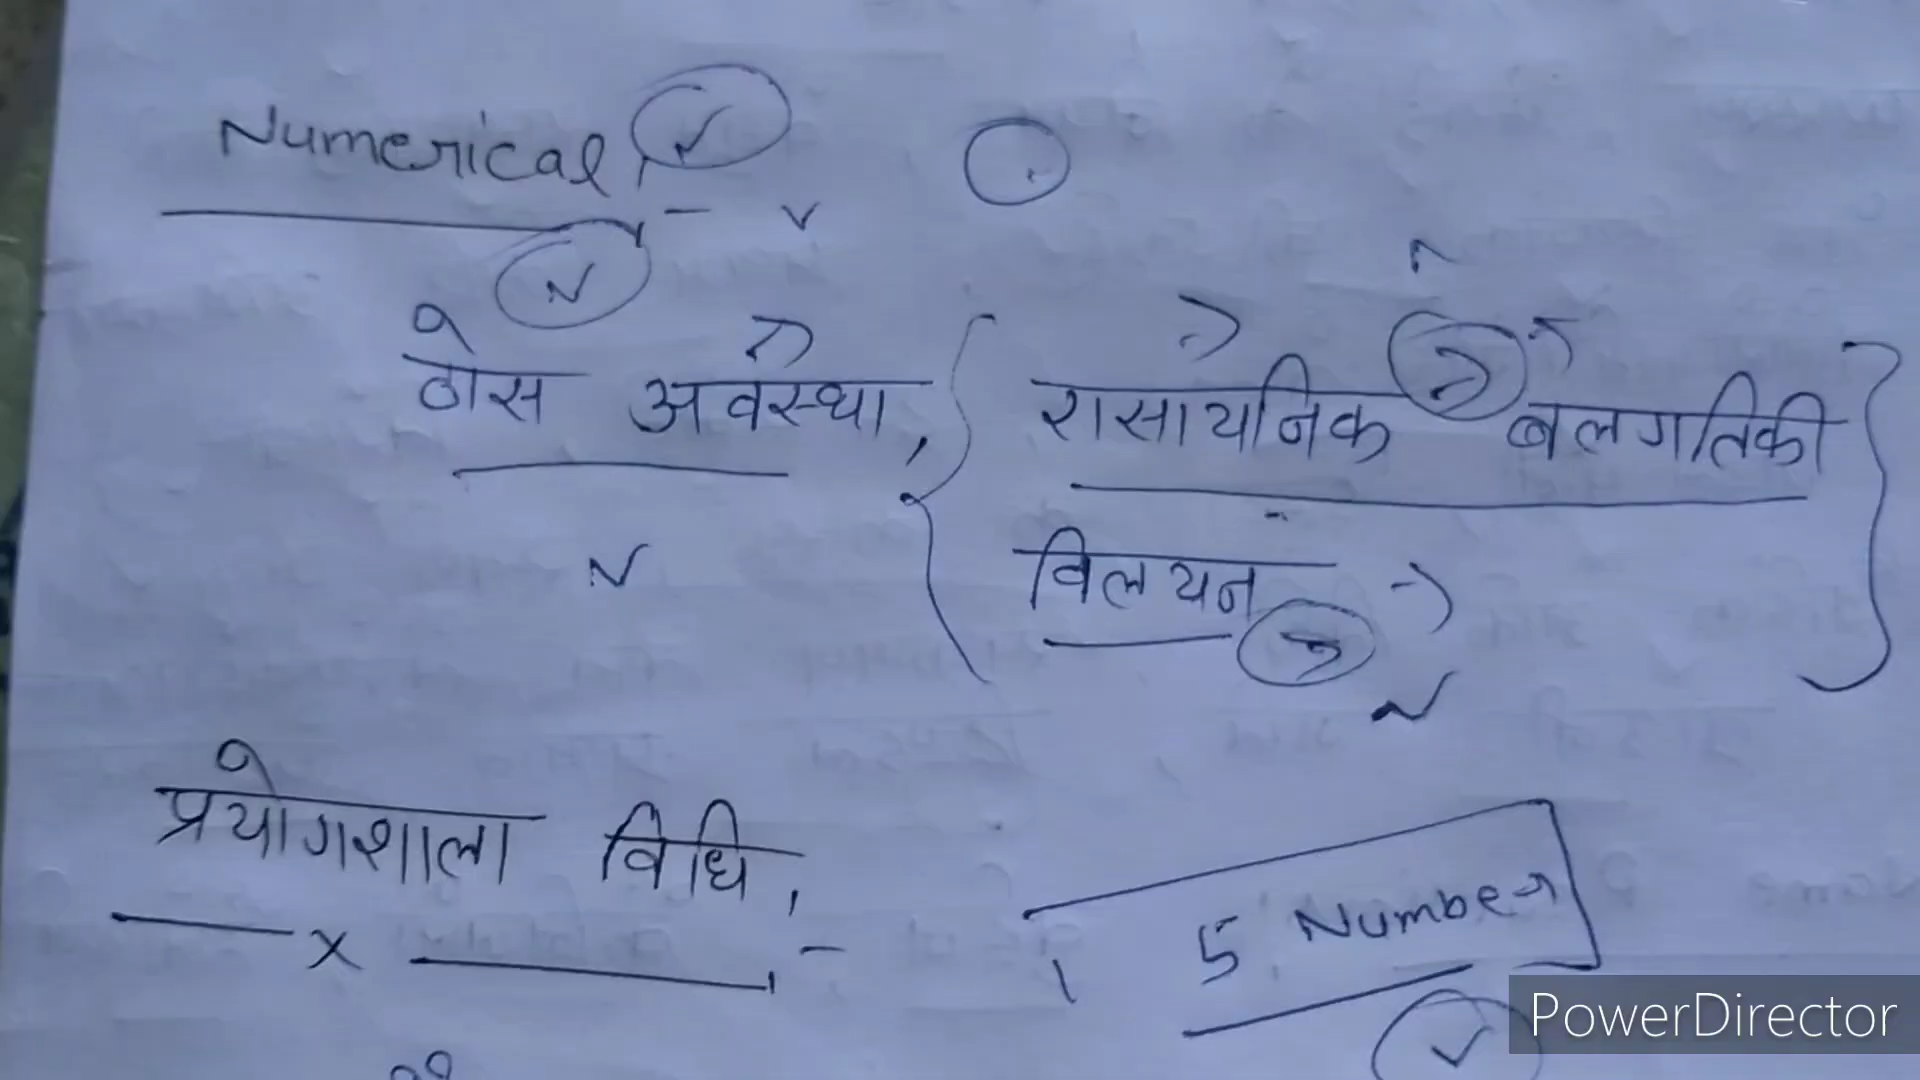 Numerical
ठोस अवस्था, { रासायनिक बलगतिकी }
विलयन
प्रयोगशाला विधि,
5 Number
PowerDirector